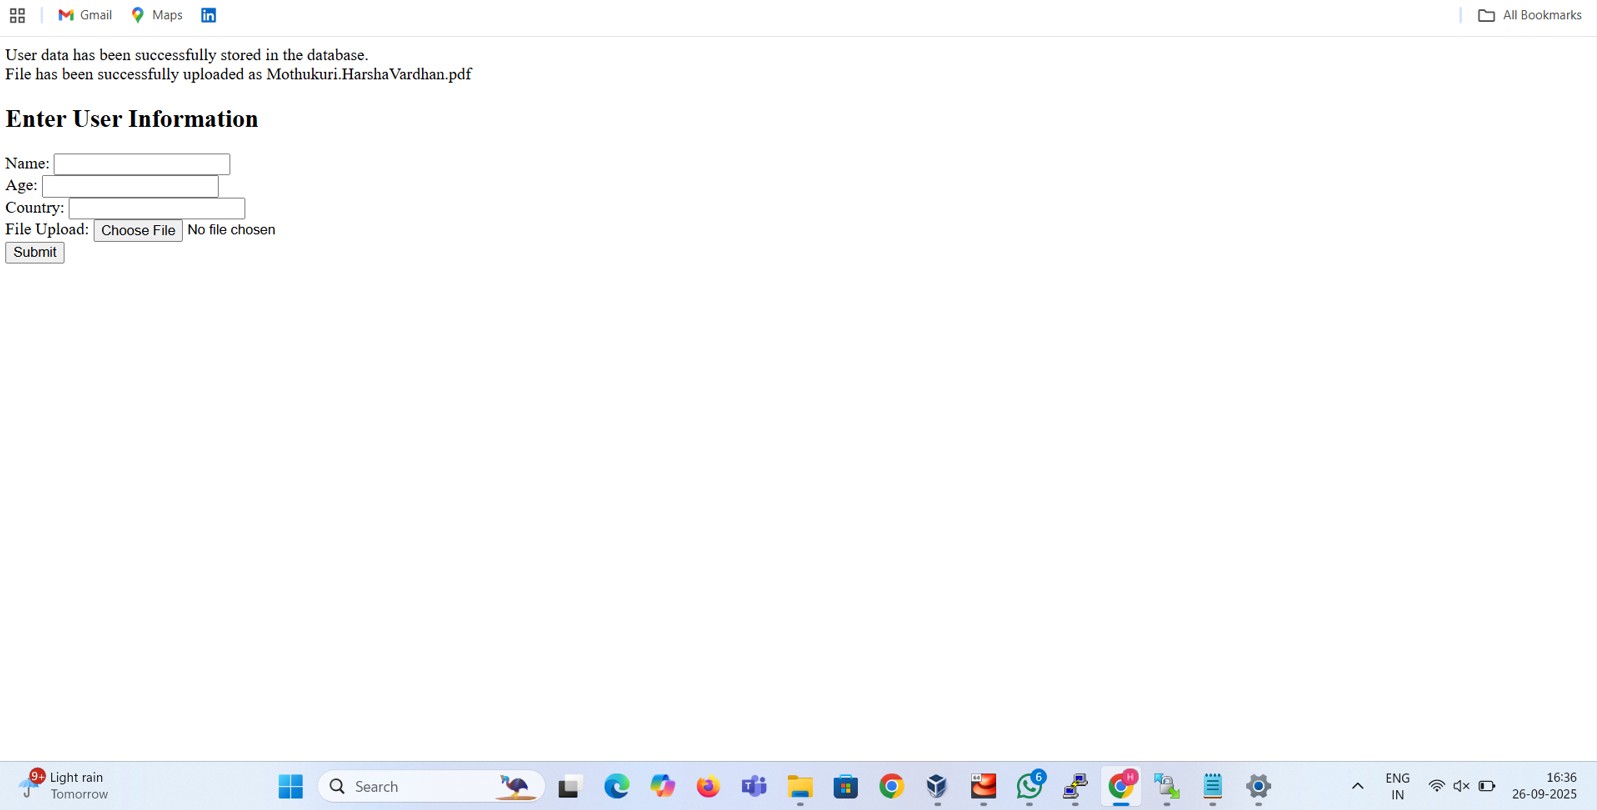 Gmail
Maps
in
All Bookmarks
User data has been successfully stored in the database.
File has been successfully uploaded as Mothukuri.HarshaVardhan.pdf
Enter User Information
Name:
Age:
Country:
File Upload: Choose File No file chosen
Submit
9+ Light rain
Tomorrow
Search
64
6
H
ENG
IN
16:36
26-09-2025